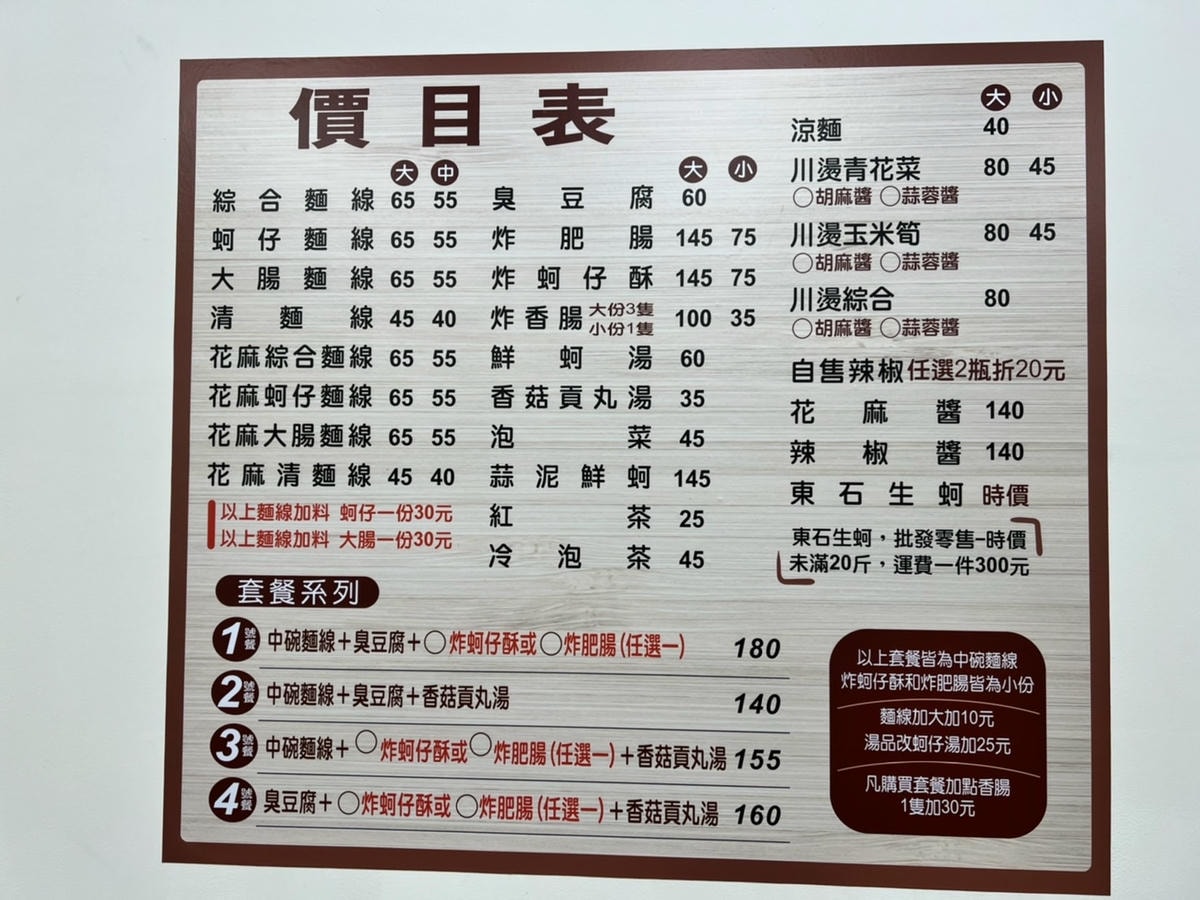 價目表
大 中
綜合麵線 65 55
蚵仔麵線 65 55
大腸麵線 65 55
清麵線 45 40
花麻綜合麵線 65 55
花麻蚵仔麵線 65 55
花麻大腸麵線 65 55
花麻清麵線 45 40
以上麵線加料 蚵仔一份30元
以上麵線加料 大腸一份30元
大 小
臭豆腐 60
炸肥腸 145 75
炸蚵仔酥 145 75
炸香腸 大份3隻 小份1隻 100 35
鮮蚵湯 60
香菇貢丸湯 35
泡菜 45
蒜泥鮮蚵 145
紅茶 25
冷泡茶 45
大 小
涼麵 40
川燙青花菜 80 45
○胡麻醬 ○蒜蓉醬
川燙玉米筍 80 45
○胡麻醬 ○蒜蓉醬
川燙綜合 80
○胡麻醬 ○蒜蓉醬
自售辣椒任選2瓶折20元
花麻醬 140
辣椒醬 140
東石生蚵 時價
東石生蚵，批發零售–時價
未滿20斤，運費一件300元
套餐系列
1號餐 中碗麵線＋臭豆腐＋○炸蚵仔酥或○炸肥腸(任選一) 180
2號餐 中碗麵線＋臭豆腐＋香菇貢丸湯 140
3號餐 中碗麵線＋○炸蚵仔酥或○炸肥腸(任選一)＋香菇貢丸湯 155
4號餐 臭豆腐＋○炸蚵仔酥或○炸肥腸(任選一)＋香菇貢丸湯 160
以上套餐皆為中碗麵線
炸蚵仔酥和炸肥腸皆為小份
麵線加大加10元
湯品改蚵仔湯加25元
凡購買套餐加點香腸
1隻加30元